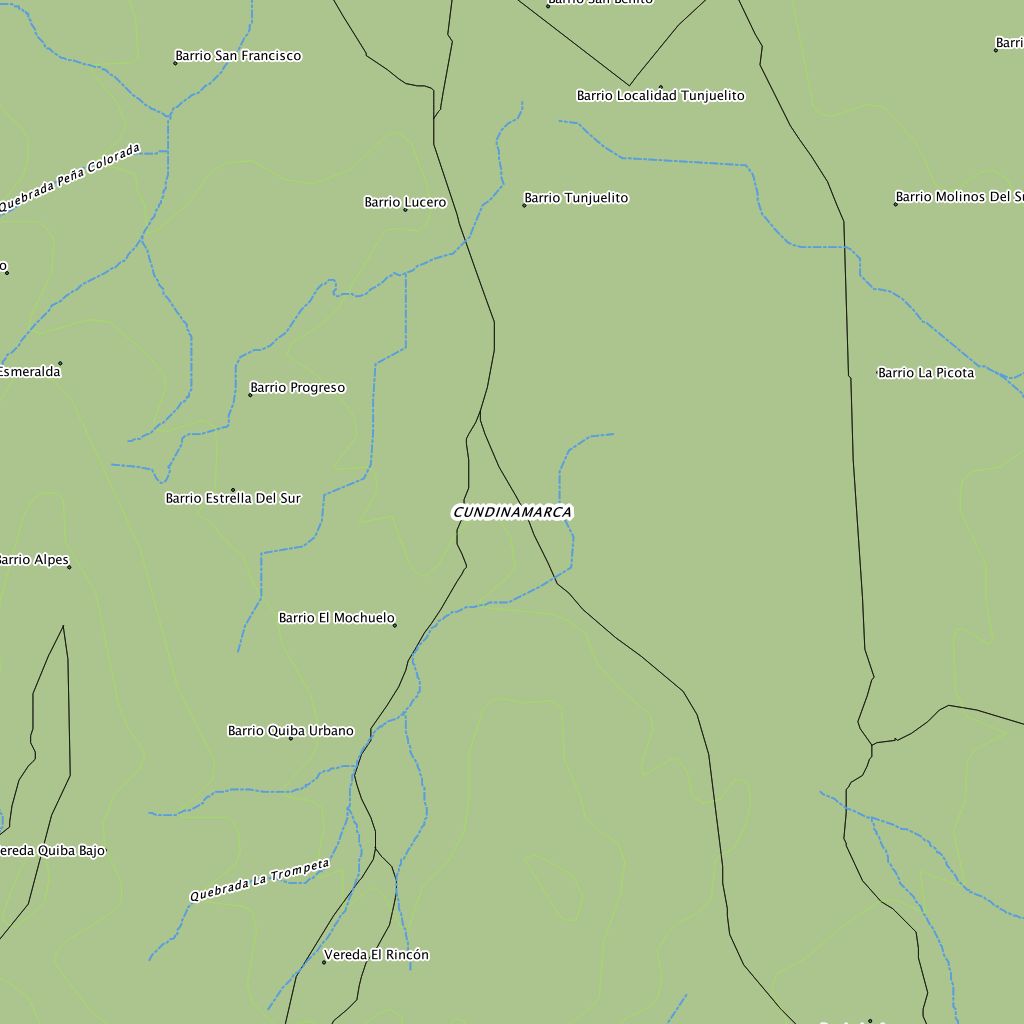 Barrio San Benito
Barri
Barrio San Francisco
Barrio Localidad Tunjuelito
Quebrada Peña Colorada
Barrio Lucero
Barrio Tunjuelito
Barrio Molinos Del Su
o
Esmeralda
Barrio Progreso
Barrio La Picota
Barrio Estrella Del Sur
CUNDINAMARCA
Barrio Alpes
Barrio El Mochuelo
Barrio Quiba Urbano
ereda Quiba Bajo
Quebrada La Trompeta
Vereda El Rincón